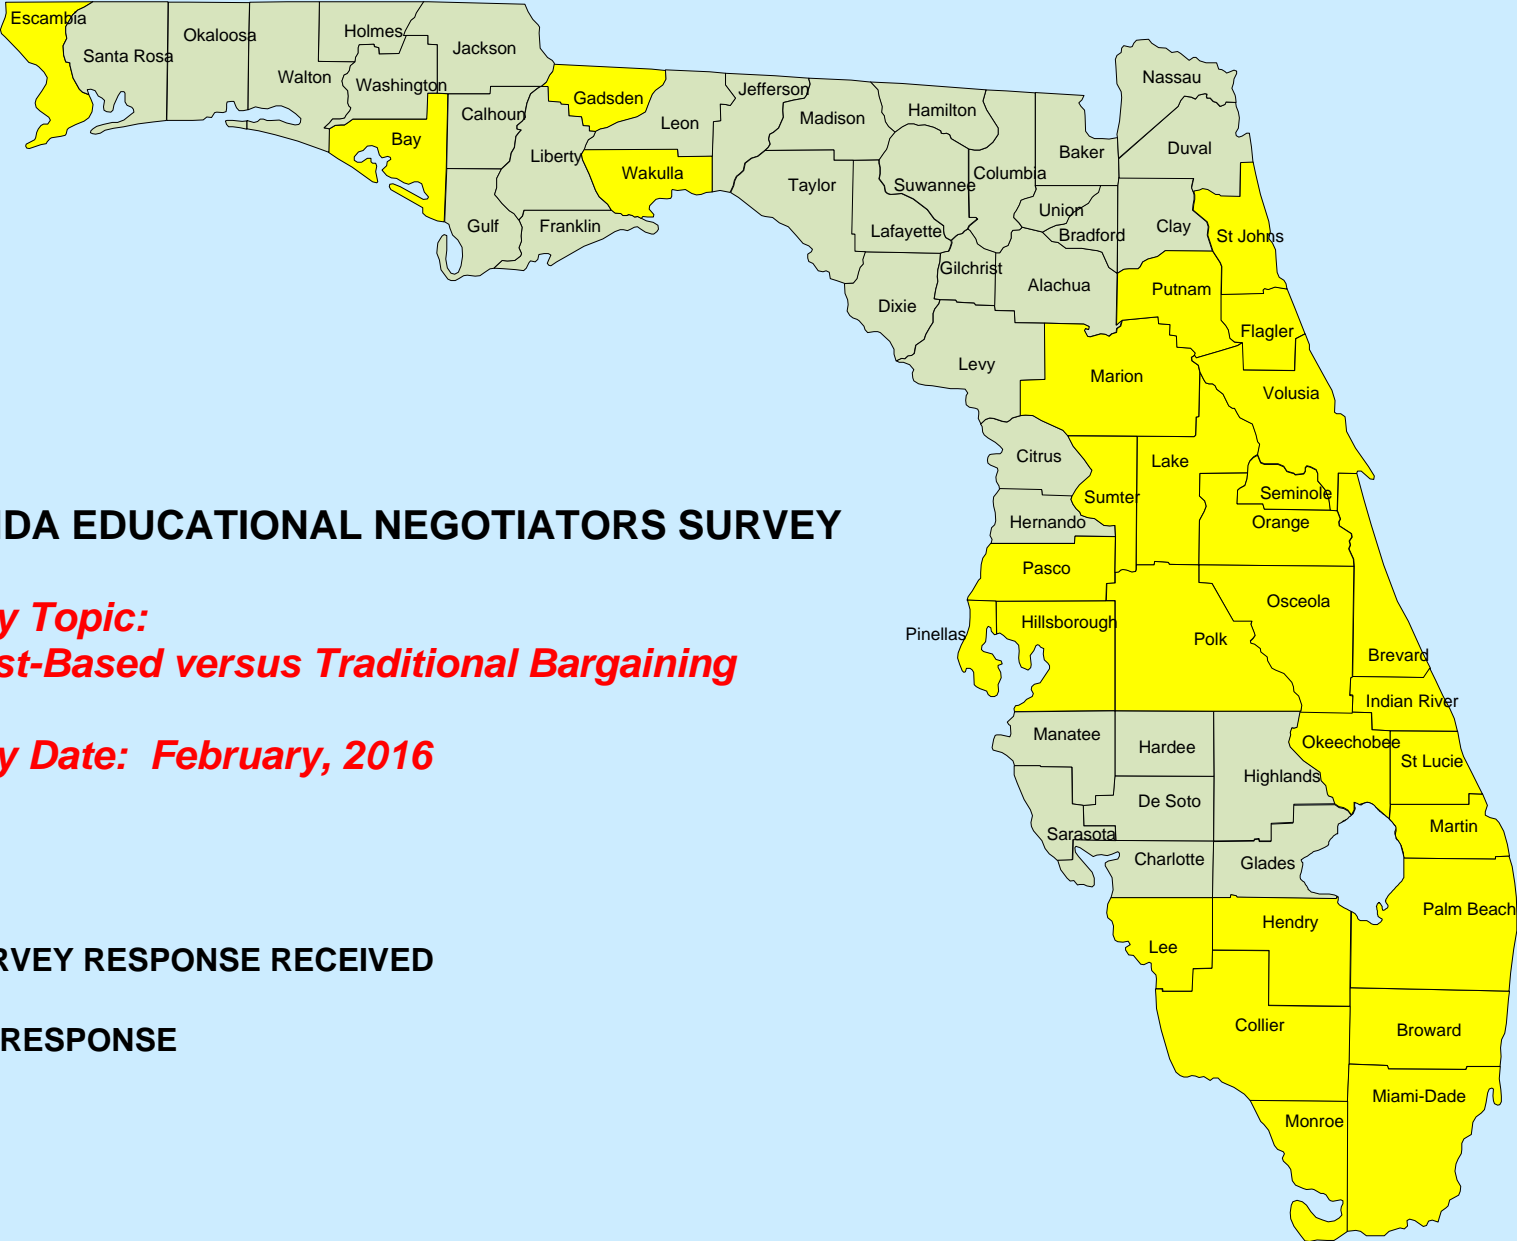 Escambia
Santa Rosa
Okaloosa
Walton
Holmes
Washington
Jackson
Bay
Calhoun
Gulf
Liberty
Franklin
Gadsden
Leon
Wakulla
Jefferson
Madison
Taylor
Hamilton
Suwannee
Lafayette
Columbia
Baker
Union
Bradford
Nassau
Duval
Clay
St Johns
Gilchrist
Dixie
Alachua
Putnam
Flagler
Levy
Marion
Volusia
Citrus
Sumter
Lake
Seminole
Orange
Hernando
Pasco
Pinellas
Hillsborough
Polk
Osceola
Brevard
Indian River
Manatee
Hardee
Highlands
Okeechobee
St Lucie
De Soto
Sarasota
Martin
Charlotte
Glades
Lee
Hendry
Palm Beach
Collier
Broward
Miami-Dade
Monroe
IDA EDUCATIONAL NEGOTIATORS SURVEY
y Topic:
st-Based versus Traditional Bargaining
y Date: February, 2016
RVEY RESPONSE RECEIVED
RESPONSE